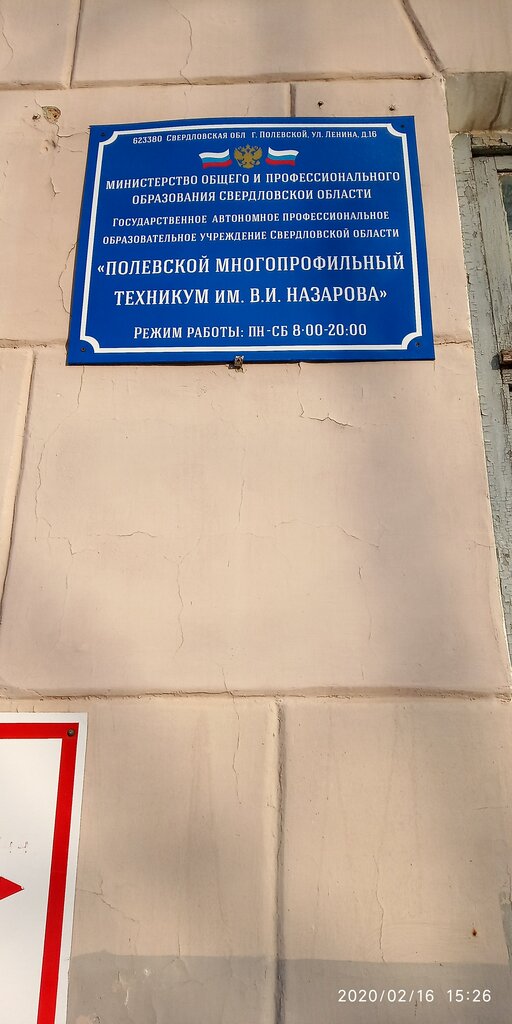 623380 Свердловская обл г. Полевской, ул. Ленина, д.16
МИНИСТЕРСТВО ОБЩЕГО И ПРОФЕССИОНАЛЬНОГО
ОБРАЗОВАНИЯ СВЕРДЛОВСКОИ ОБЛАСТИ
Государственное автономное профессиональное
образовательное учреждение Свердловской области
«ПОЛЕВСКОЙ МНОГОПРОФИЛЬНЫЙ
ТЕХНИКУМ ИМ. В.И. НАЗАРОВА»
Режим работы: ПН-СБ 8-00-20:00
2020/02/16 15:26